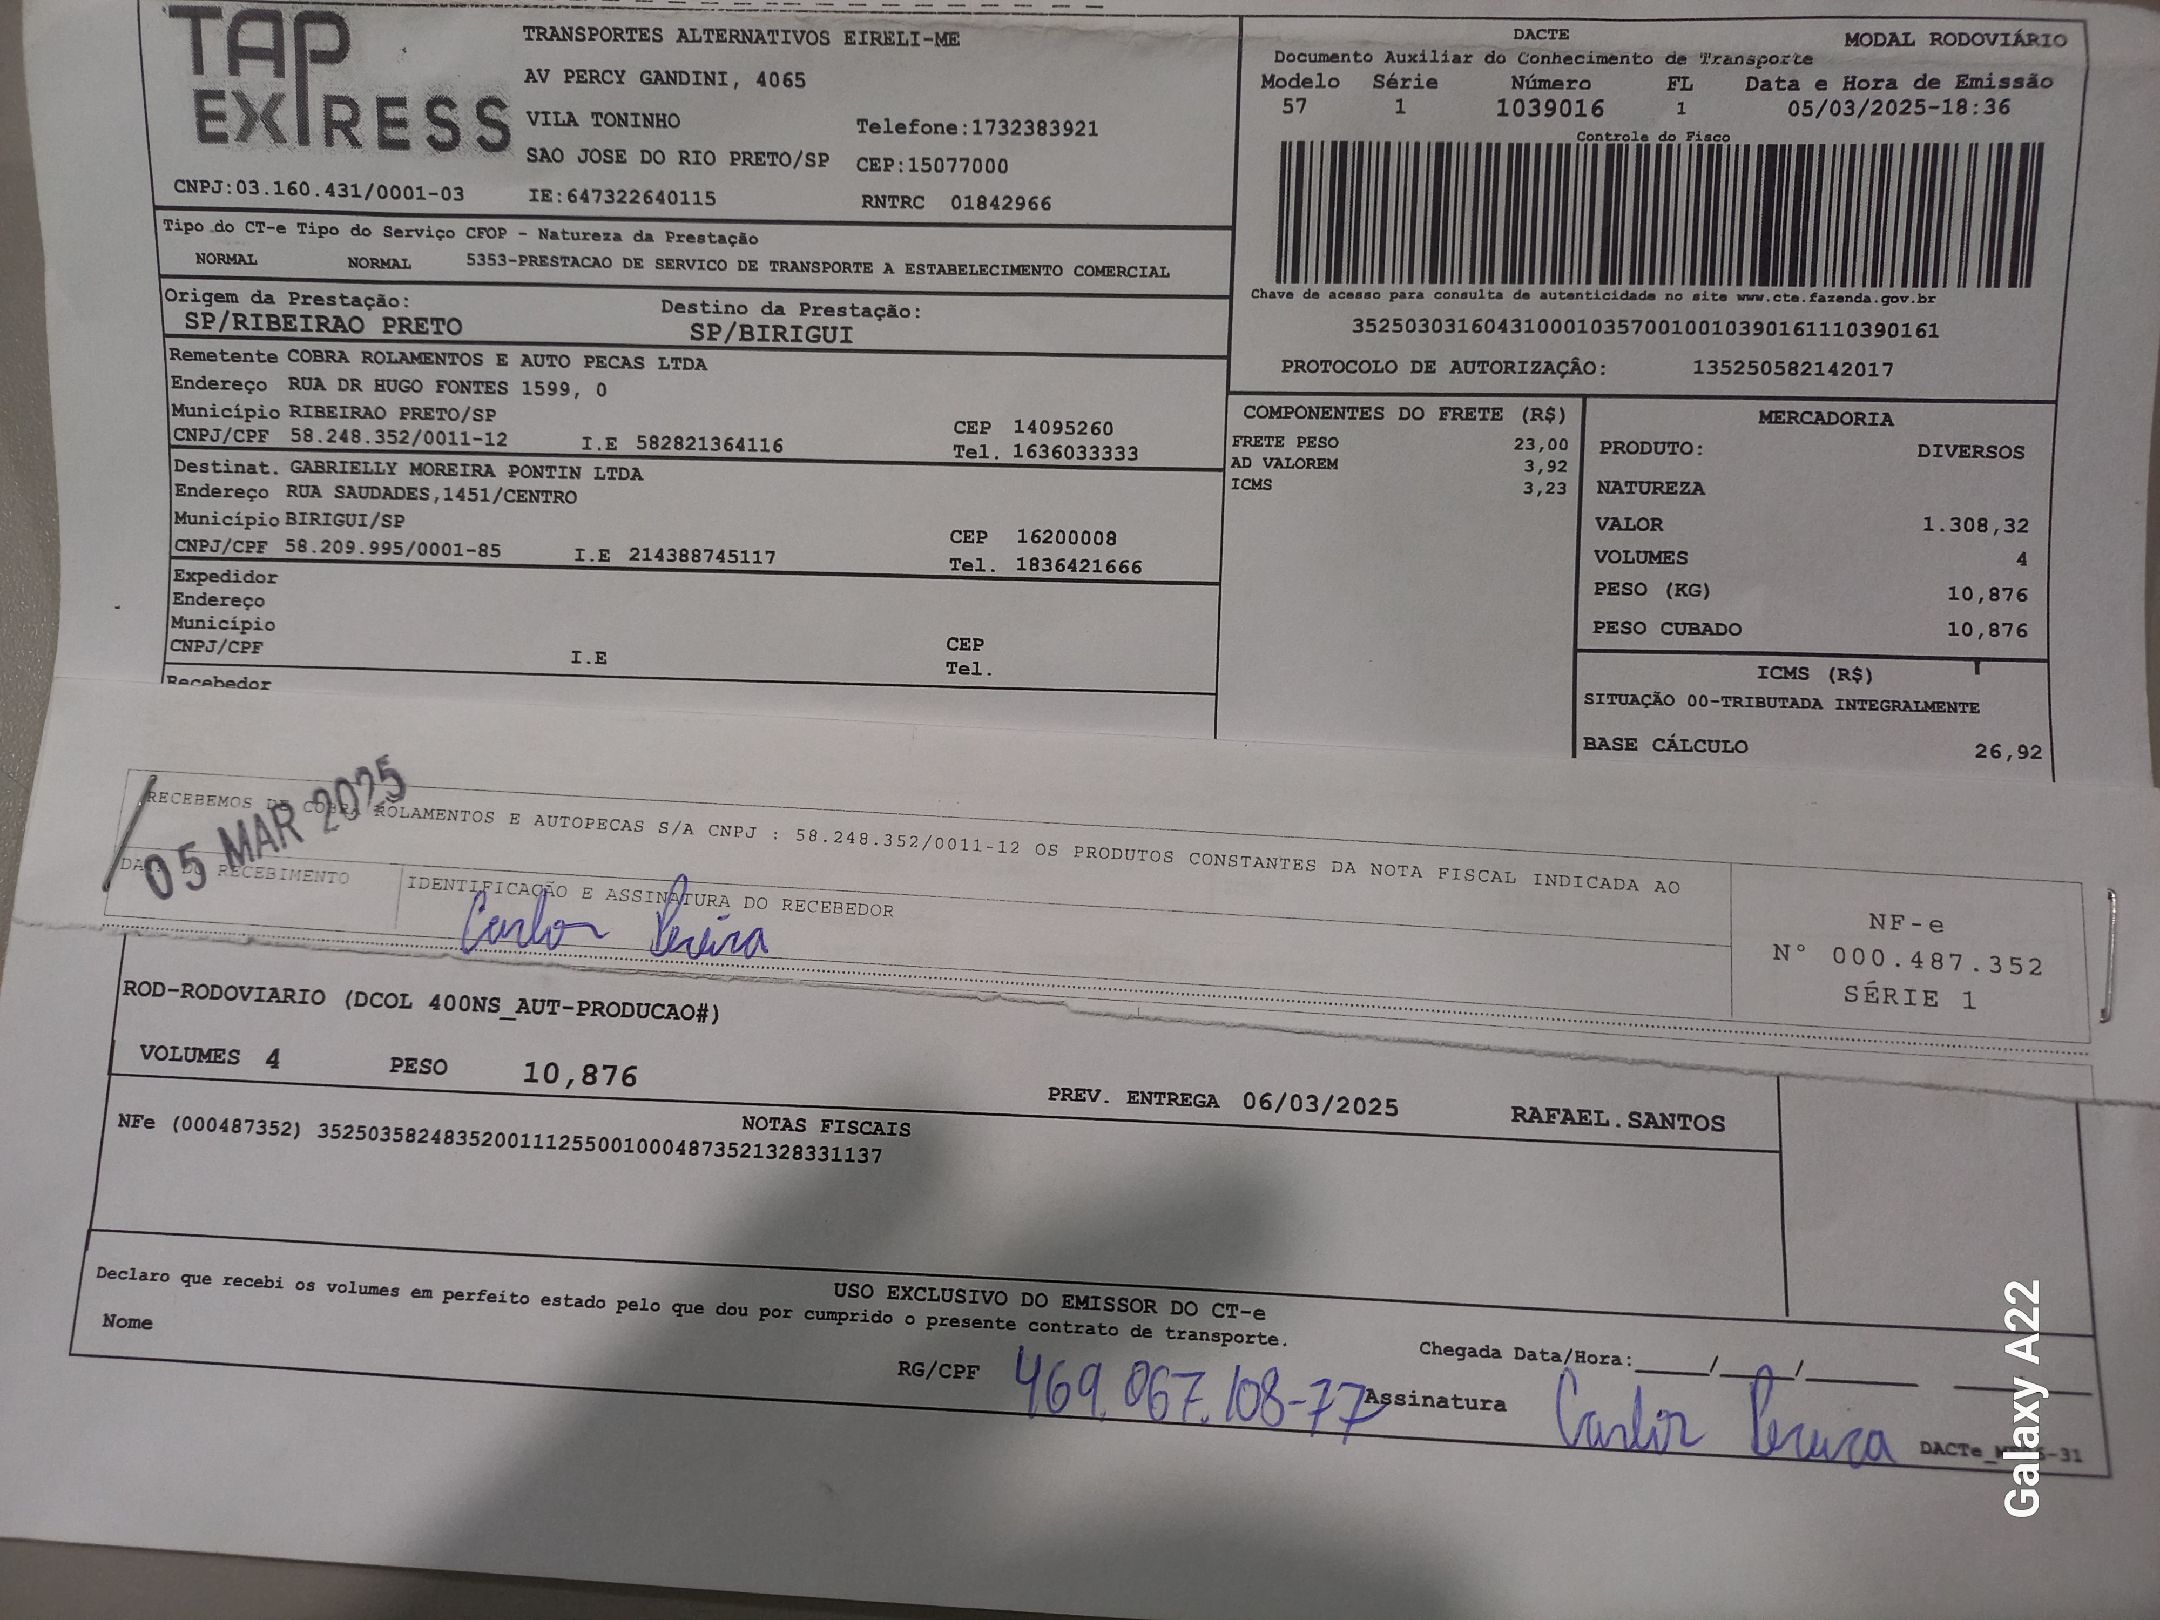 TAP EXPRESS
TRANSPORTES ALTERNATIVOS EIRELI-ME
AV PERCY GANDINI, 4065
VILA TONINHO Telefone:1732383921
SAO JOSE DO RIO PRETO/SP CEP:15077000
CNPJ:03.160.431/0001-03 IE:647322640115 RNTRC 01842966
DACTE MODAL RODOVIÁRIO
Documento Auxiliar do Conhecimento de Transporte
Modelo Série Número FL Data e Hora de Emissão
57 1 1039016 1 05/03/2025-18:36
Controle do Fisco
Chave de acesso para consulta de autenticidade no site www.cte.fazenda.gov.br
35250303160431000103570010010390161110390161
PROTOCOLO DE AUTORIZAÇÂO: 135250582142017
Tipo do CT-e Tipo do Serviço CFOP - Natureza da Prestação
NORMAL NORMAL 5353-PRESTACAO DE SERVICO DE TRANSPORTE A ESTABELECIMENTO COMERCIAL
Origem da Prestação: Destino da Prestação:
SP/RIBEIRAO PRETO SP/BIRIGUI
Remetente COBRA ROLAMENTOS E AUTO PECAS LTDA
Endereço RUA DR HUGO FONTES 1599, 0
Município RIBEIRAO PRETO/SP CEP 14095260
CNPJ/CPF 58.248.352/0011-12 I.E 582821364116 Tel. 1636033333
Destinat. GABRIELLY MOREIRA PONTIN LTDA
Endereço RUA SAUDADES,1451/CENTRO
Município BIRIGUI/SP CEP 16200008
CNPJ/CPF 58.209.995/0001-85 I.E 214388745117 Tel. 1836421666
Expedidor
Endereço
Município CEP
CNPJ/CPF I.E Tel.
Recebedor
COMPONENTES DO FRETE (R$)
FRETE PESO 23,00
AD VALOREM 3,92
ICMS 3,23
MERCADORIA
PRODUTO: DIVERSOS
NATUREZA
VALOR 1.308,32
VOLUMES 4
PESO (KG) 10,876
PESO CUBADO 10,876
ICMS (R$)
SITUAÇÃO 00-TRIBUTADA INTEGRALMENTE
BASE CÁLCULO 26,92
05 MAR 2025
RECEBEMOS DE COBRA ROLAMENTOS E AUTOPECAS S/A CNPJ : 58.248.352/0011-12 OS PRODUTOS CONSTANTES DA NOTA FISCAL INDICADA AO
DATA DO RECEBIMENTO IDENTIFICAÇÃO E ASSINATURA DO RECEBEDOR
Carlos Pereira
NF-e
N° 000.487.352
SÉRIE 1
ROD-RODOVIARIO (DCOL 400NS_AUT-PRODUCAO#)
VOLUMES 4 PESO 10,876 PREV. ENTREGA 06/03/2025 RAFAEL.SANTOS
NOTAS FISCAIS
NFe (000487352) 35250358248352001112550010004873521328331137
USO EXCLUSIVO DO EMISSOR DO CT-e
Declaro que recebi os volumes em perfeito estado pelo que dou por cumprido o presente contrato de transporte.
Nome RG/CPF 469.067.108-77 Chegada Data/Hora:_____/_____/_____
Assinatura Carlos Pereira
Galaxy A22